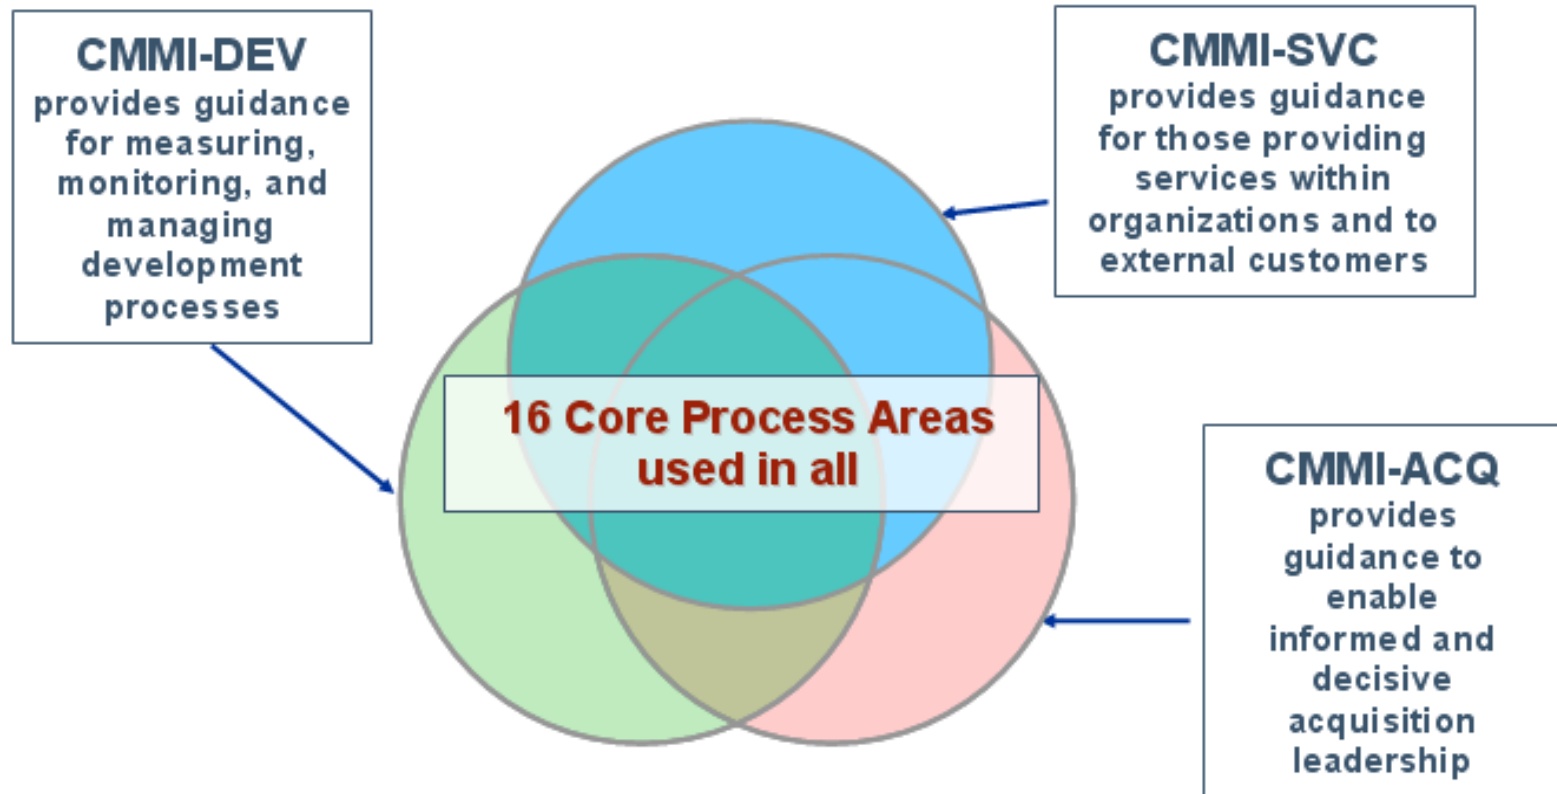 CMMI-DEV
provides guidance
for measuring,
monitoring, and
managing
development
processes
CMMI-SVC
provides guidance
for those providing
services within
organizations and to
external customers
16 Core Process Areas
used in all
CMMI-ACQ
provides
guidance to
enable
informed and
decisive
acquisition
leadership